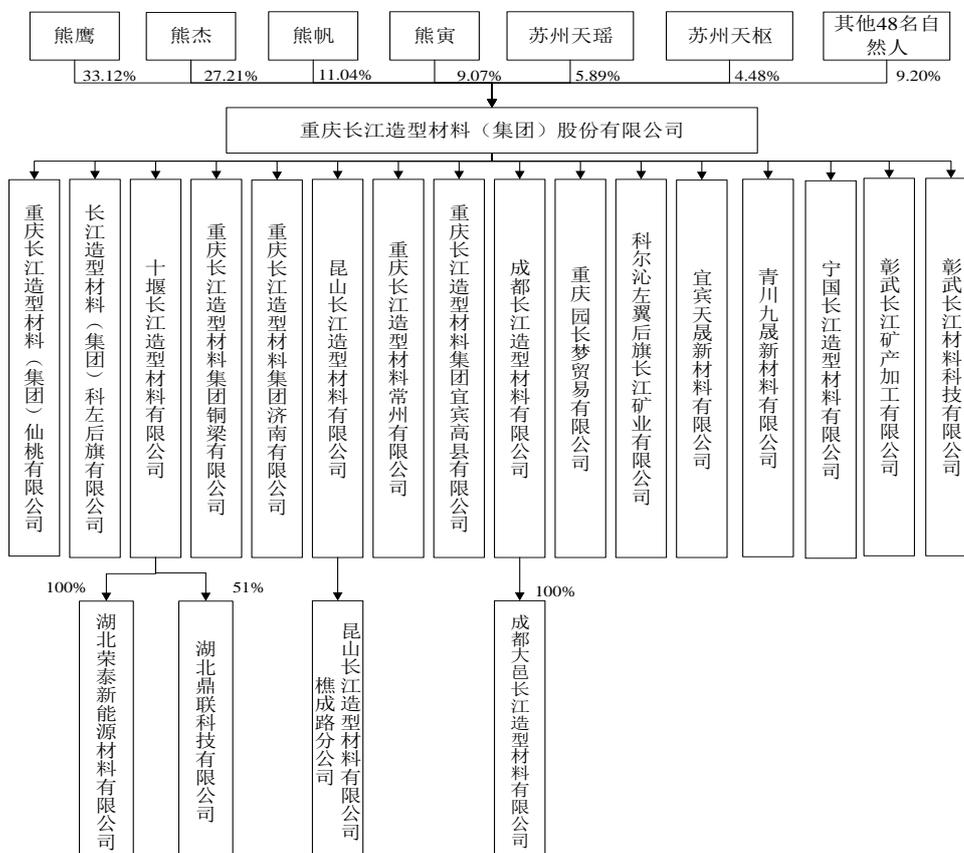 熊鹰
熊杰
熊帆
熊寅
苏州天瑶
苏州天枢
其他48名自
然人
33.12%
27.21%
11.04%
9.07%
5.89%
4.48%
9.20%
重庆长江造型材料（集团）股份有限公司
重庆长江造型材料（集团）仙桃有限公司
长江造型材料（集团）科左后旗有限公司
十堰长江造型材料有限公司
重庆长江造型材料集团铜梁有限公司
重庆长江造型材料集团济南有限公司
昆山长江造型材料有限公司
重庆长江造型材料常州有限公司
重庆长江造型材料集团宜宾高县有限公司
成都长江造型材料有限公司
重庆园长梦贸易有限公司
科尔沁左翼后旗长江矿业有限公司
宜宾天晟新材料有限公司
青川九晟新材料有限公司
宁国长江造型材料有限公司
彰武长江矿产加工有限公司
彰武长江材料科技有限公司
100%
51%
100%
湖北荣泰新能源材料有限公司
湖北鼎联科技有限公司
昆山长江造型材料有限公司
樵成路分公司
成都大邑长江造型材料有限公司